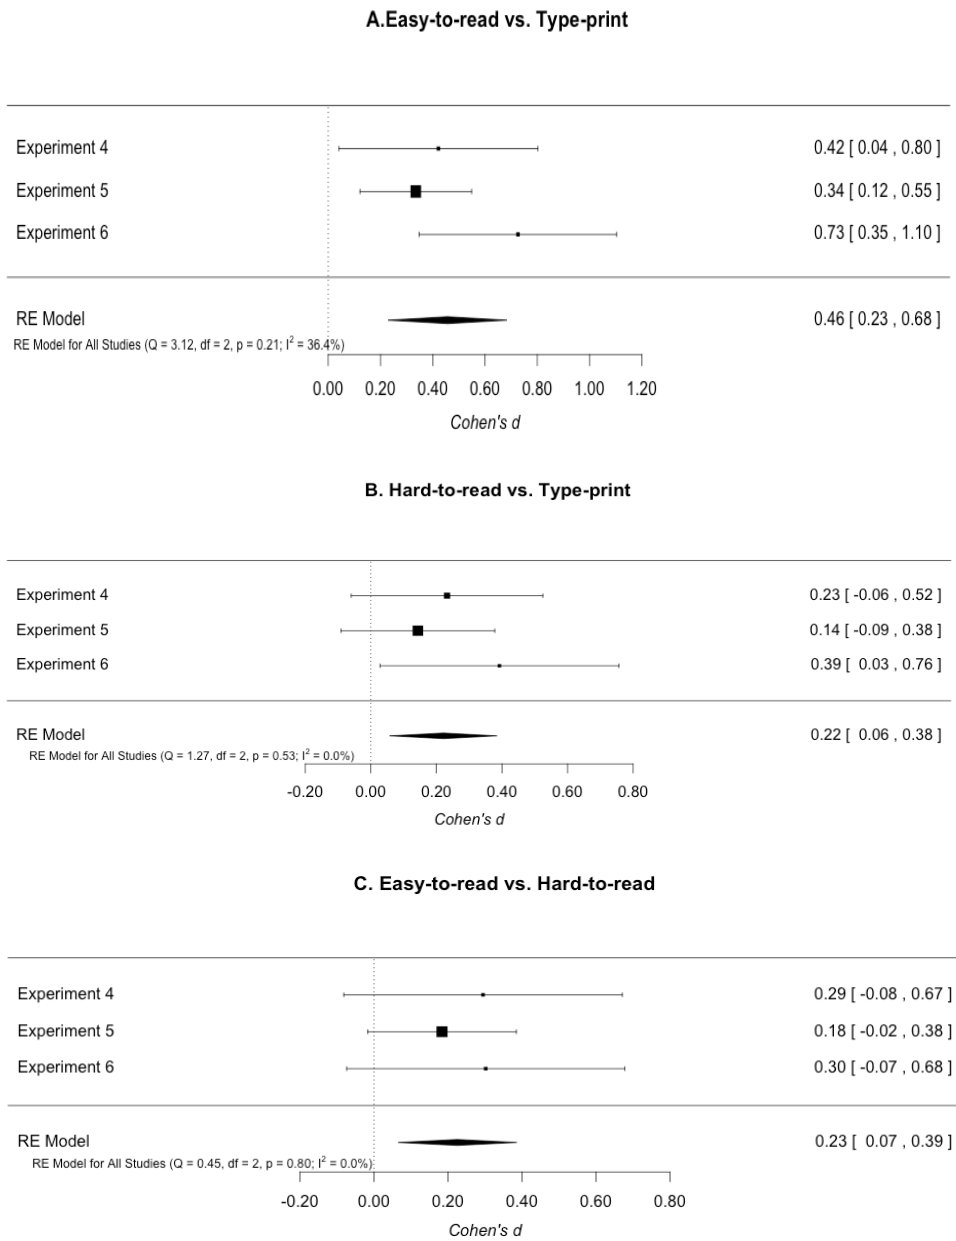 A.Easy-to-read vs. Type-print
Experiment 4 0.42 [ 0.04 , 0.80 ]
Experiment 5 0.34 [ 0.12 , 0.55 ]
Experiment 6 0.73 [ 0.35 , 1.10 ]
RE Model 0.46 [ 0.23 , 0.68 ]
RE Model for All Studies (Q = 3.12, df = 2, p = 0.21; I² = 36.4%)
0.00 0.20 0.40 0.60 0.80 1.00 1.20
Cohen's d
B. Hard-to-read vs. Type-print
Experiment 4 0.23 [ -0.06 , 0.52 ]
Experiment 5 0.14 [ -0.09 , 0.38 ]
Experiment 6 0.39 [ 0.03 , 0.76 ]
RE Model 0.22 [ 0.06 , 0.38 ]
RE Model for All Studies (Q = 1.27, df = 2, p = 0.53; I² = 0.0%)
-0.20 0.00 0.20 0.40 0.60 0.80
Cohen's d
C. Easy-to-read vs. Hard-to-read
Experiment 4 0.29 [ -0.08 , 0.67 ]
Experiment 5 0.18 [ -0.02 , 0.38 ]
Experiment 6 0.30 [ -0.07 , 0.68 ]
RE Model 0.23 [ 0.07 , 0.39 ]
RE Model for All Studies (Q = 0.45, df = 2, p = 0.80; I² = 0.0%)
-0.20 0.00 0.20 0.40 0.60 0.80
Cohen's d